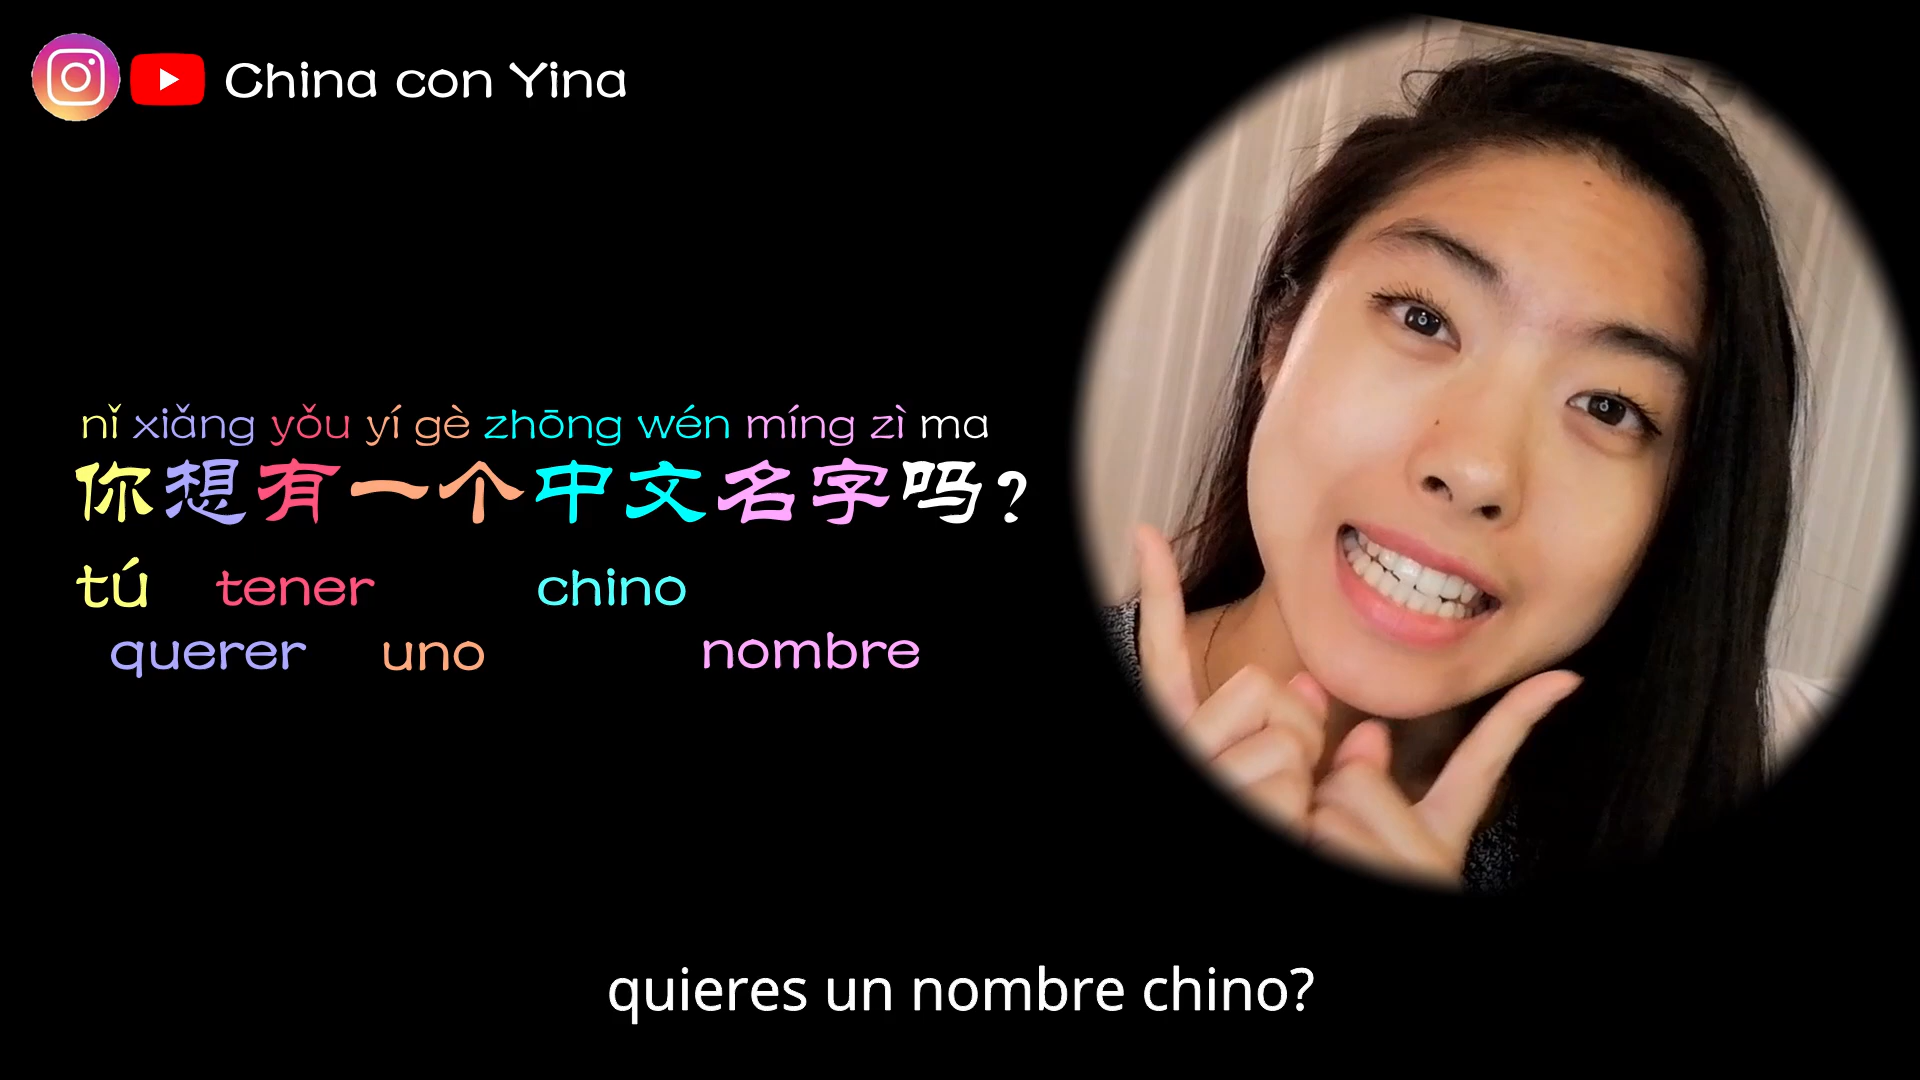 China con Yina
nǐ xiǎng yǒu yí gè zhōng wén míng zì ma
你想有一个中文名字吗?
tú tener chino
querer uno nombre
quieres un nombre chino?